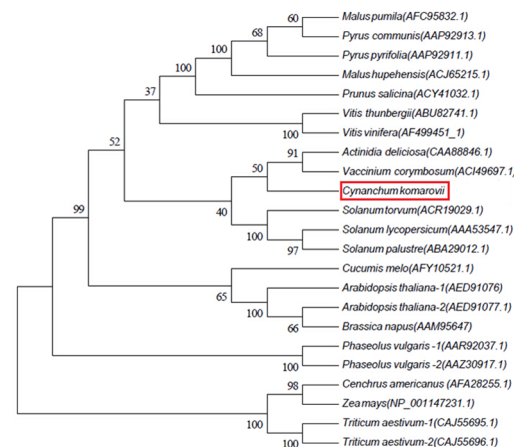 60
Malus pumila(AFC95832.1)
68
Pyrus communis(AAP92913.1)
100
Pyrus pyrifolia(AAP92911.1)
100
Malus hupehensis(ACJ65215.1)
37
Prunus salicina(ACY41032.1)
Vitis thunbergii(ABU82741.1)
100
Vitis vinifera(AF499451_1)
52
91
Actinidia deliciosa(CAA88846.1)
50
Vaccinium corymbosum(ACI49697.1)
Cynanchum komarovii
40
Solanum torvum(ACR19029.1)
100
Solanum lycopersicum(AAA53547.1)
97
Solanum palustre(ABA29012.1)
99
Cucumis melo(AFY10521.1)
65
Arabidopsis thaliana-1(AED91076)
100
Arabidopsis thaliana-2(AED91077.1)
66
Brassica napus(AAM95647)
Phaseolus vulgaris -1(AAR92037.1)
100
Phaseolus vulgaris -2(AAZ30917.1)
98
Cenchrus americanus (AFA28255.1)
Zea mays(NP_001147231.1)
100
Triticum aestivum-1(CAJ55695.1)
100
Triticum aestivum-2(CAJ55696.1)